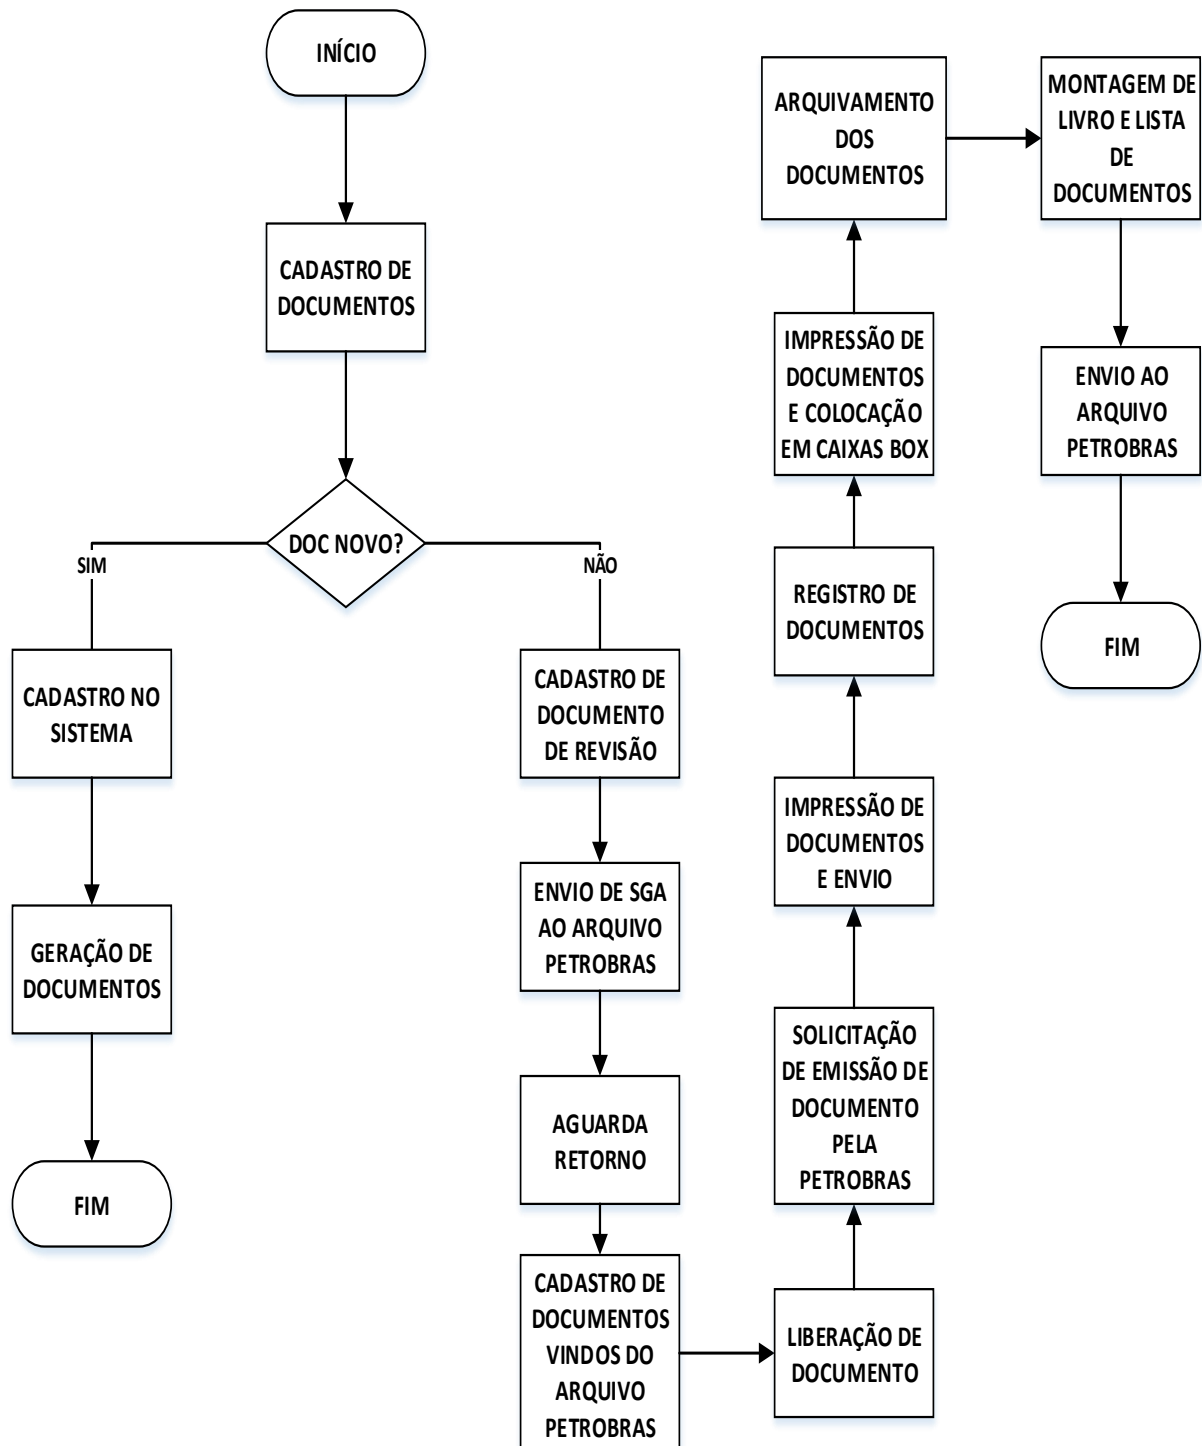 INÍCIO
CADASTRO DE
DOCUMENTOS
DOC NOVO?
SIM
NÃO
CADASTRO NO
SISTEMA
GERAÇÃO DE
DOCUMENTOS
FIM
CADASTRO DE
DOCUMENTO
DE REVISÃO
ENVIO DE SGA
AO ARQUIVO
PETROBRAS
AGUARDA
RETORNO
CADASTRO DE
DOCUMENTOS
VINDOS DO
ARQUIVO
PETROBRAS
LIBERAÇÃO DE
DOCUMENTO
SOLICITAÇÃO
DE EMISSÃO DE
DOCUMENTO
PELA
PETROBRAS
IMPRESSÃO DE
DOCUMENTOS
E ENVIO
REGISTRO DE
DOCUMENTOS
IMPRESSÃO DE
DOCUMENTOS
E COLOCAÇÃO
EM CAIXAS BOX
ARQUIVAMENTO
DOS
DOCUMENTOS
MONTAGEM DE
LIVRO E LISTA
DE
DOCUMENTOS
ENVIO AO
ARQUIVO
PETROBRAS
FIM